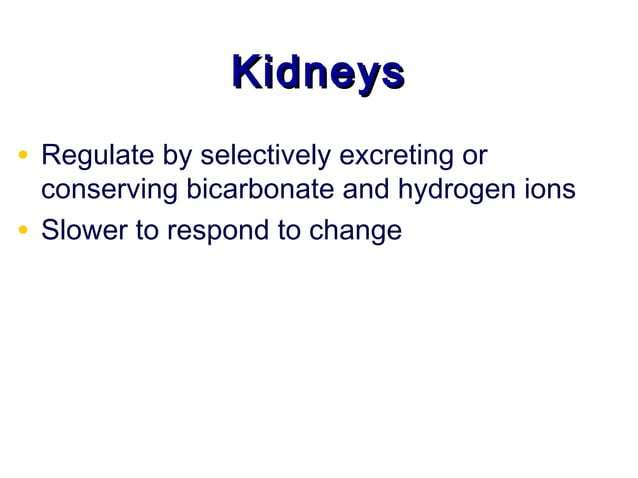 Kidneys
• Regulate by selectively excreting or
conserving bicarbonate and hydrogen ions
• Slower to respond to change